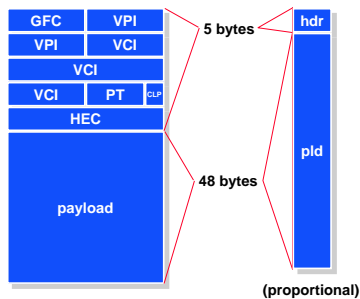 GFC VPI
VPI VCI
VCI
VCI PT CLP
HEC
payload
5 bytes
48 bytes
hdr
pld
(proportional)